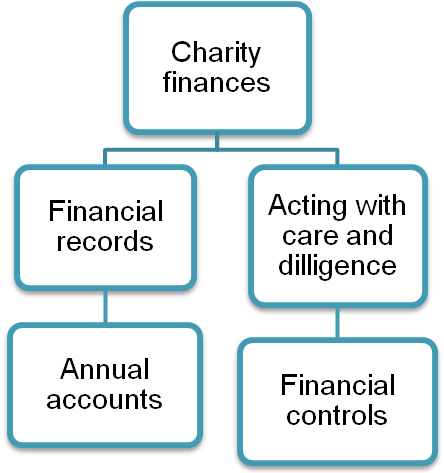 Charity
finances
Financial
records
Acting with
care and
dilligence
Annual
accounts
Financial
controls